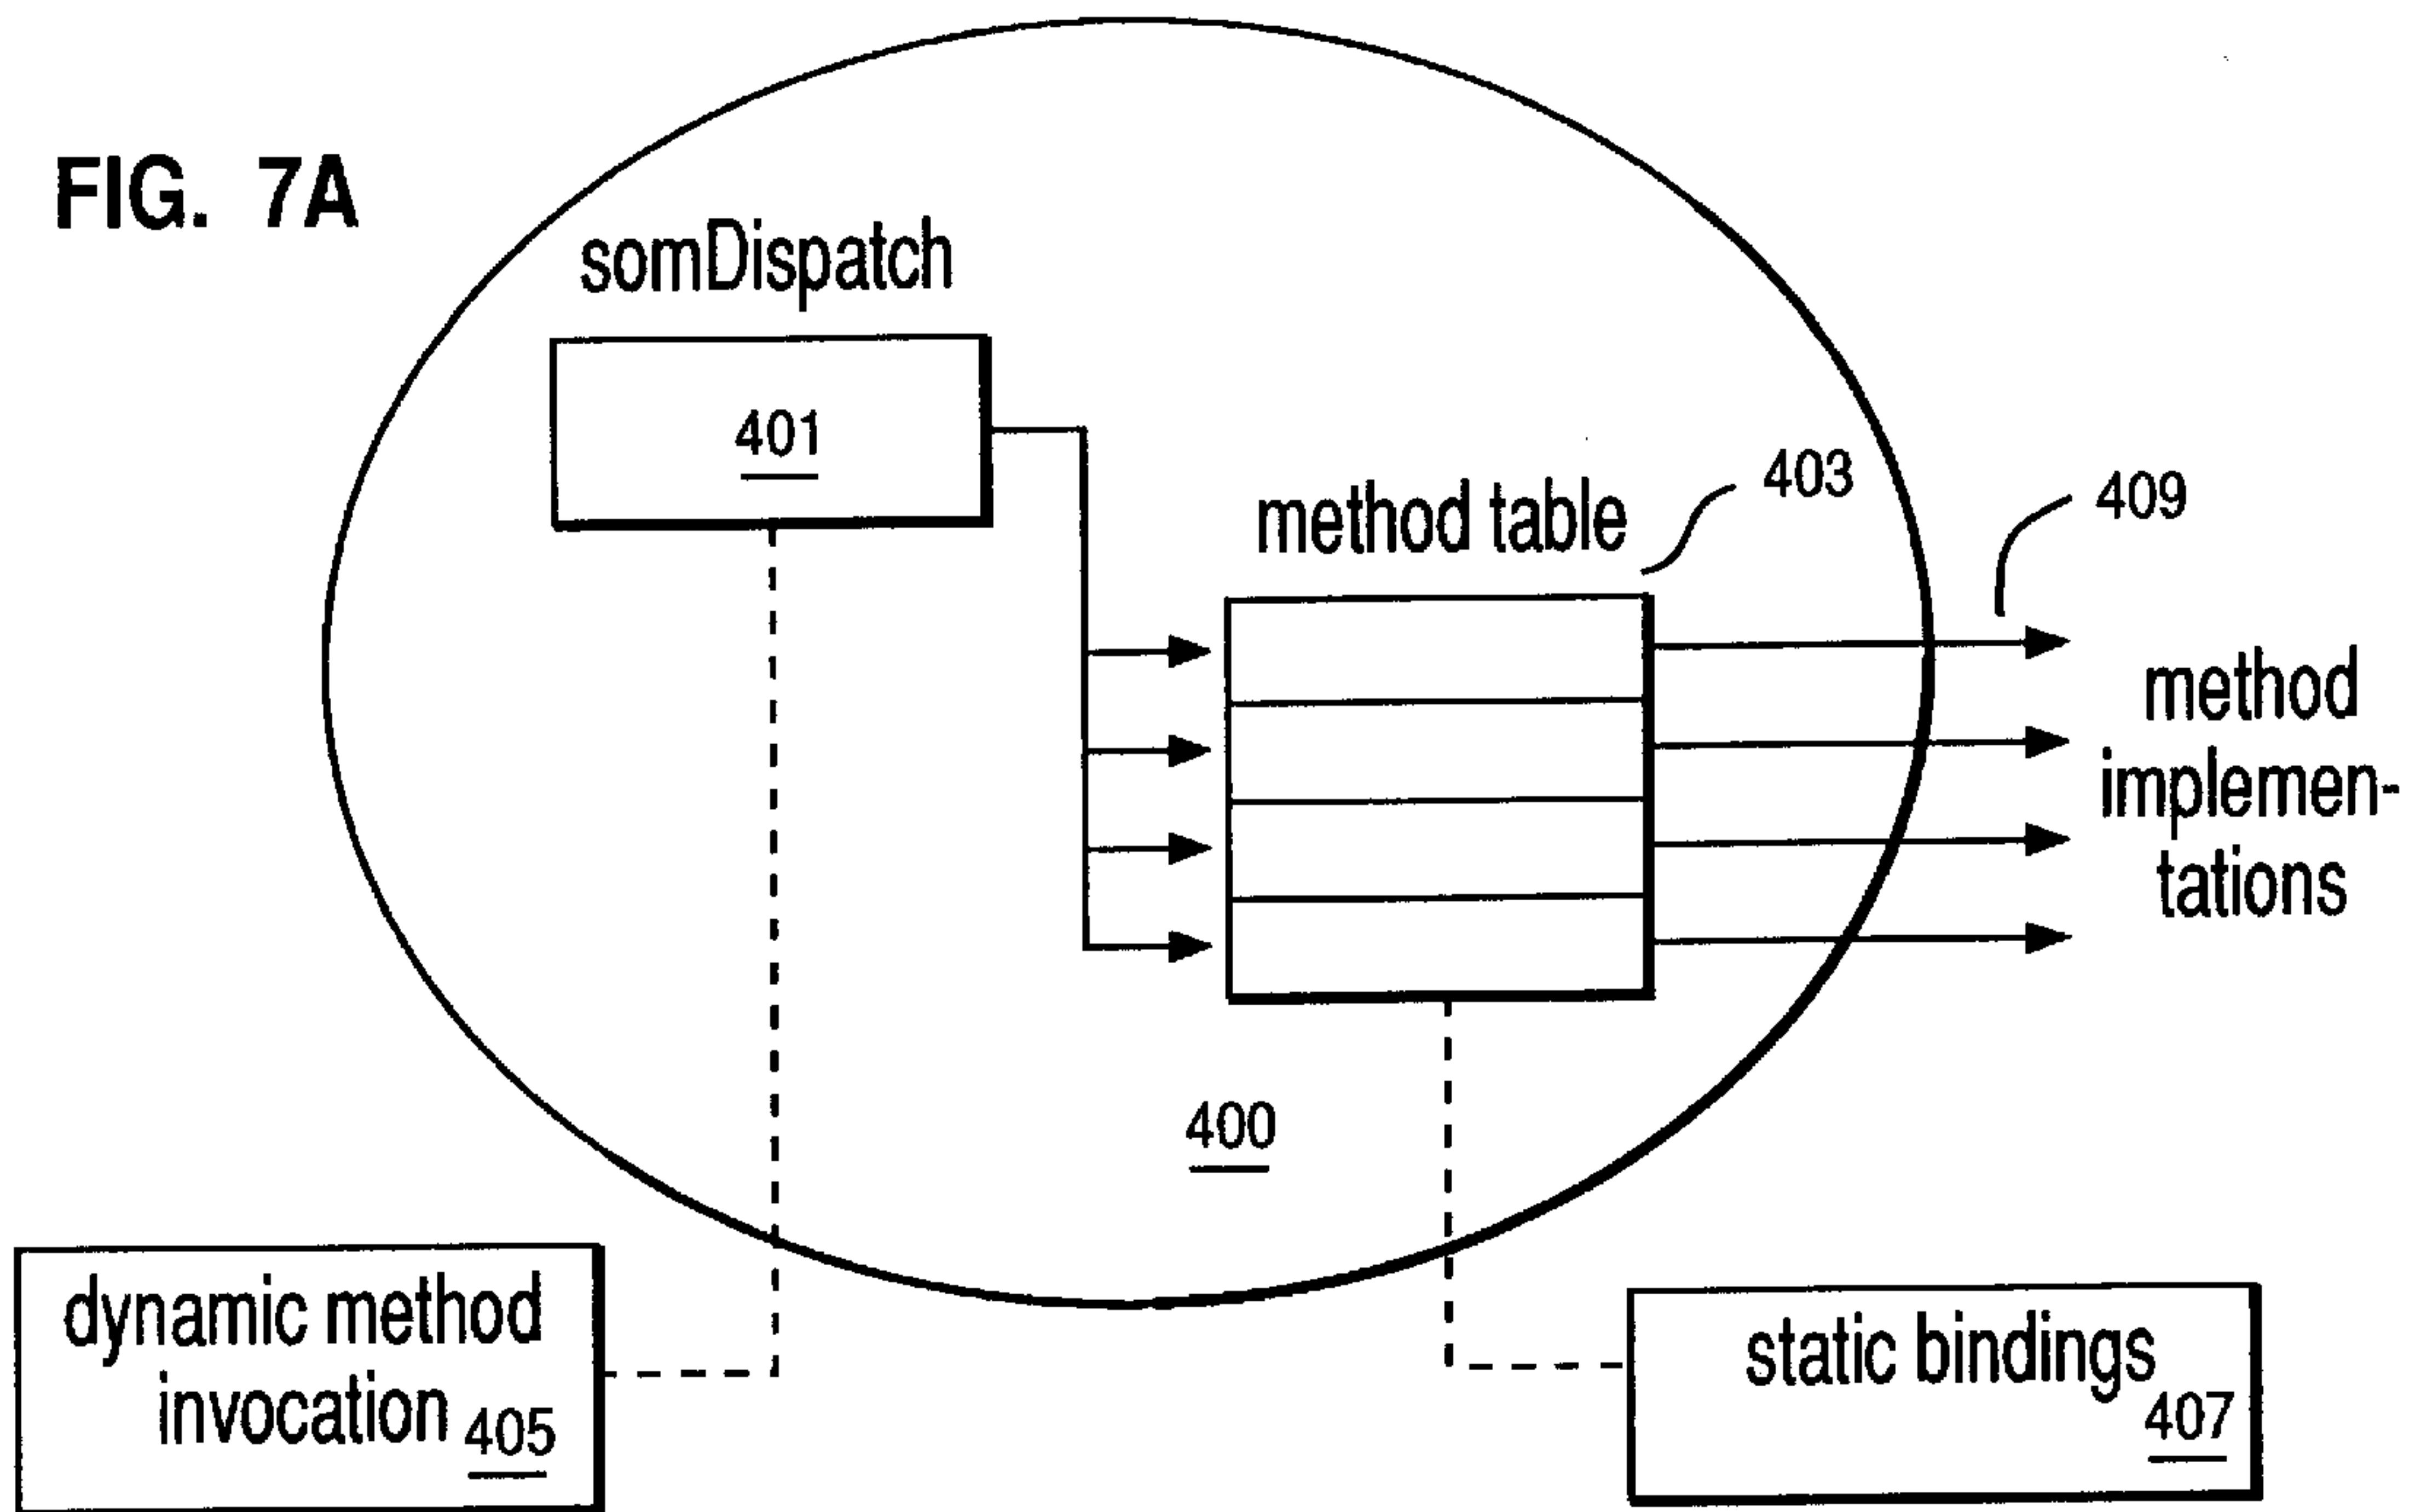 FIG. 7A
somDispatch
401
method table
403
409
method
implemen-
tations
400
dynamic method
invocation 405
static bindings
407